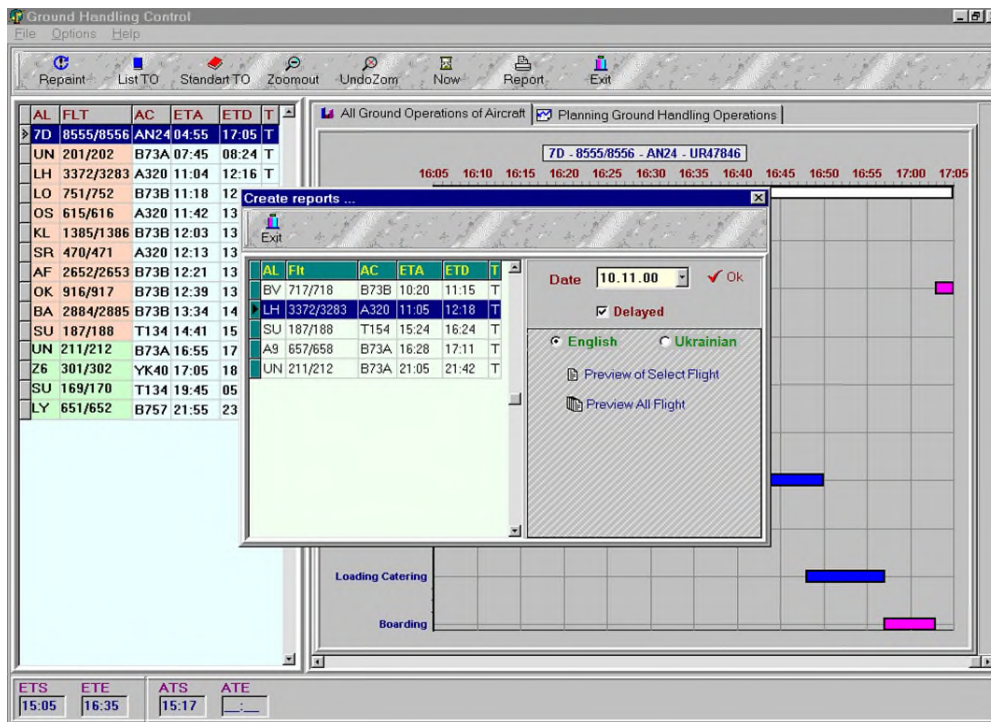 Ground Handling Control
File Options Help
Repaint List TO Standart TO Zoomout UndoZom Now Report Exit
AL FLT AC ETA ETD T
7D 8555/8556 AN24 04:55 17:05 T
UN 201/202 B73A 07:45 08:24 T
LH 3372/3283 A320 11:04 12:16 T
LO 751/752 B73B 11:18 12
OS 615/616 A320 11:42 13
KL 1385/1386 B73B 12:03 13
SR 470/471 A320 12:13 13
AF 2652/2653 B73B 12:21 13
OK 916/917 B73B 12:39 13
BA 2884/2885 B73B 13:34 14
SU 187/188 T134 14:41 15
UN 211/212 B73A 16:55 17
Z6 301/302 YK40 17:05 18
SU 169/170 T134 19:45 05
LY 651/652 B757 21:55 23
All Ground Operations of Aircraft Planning Ground Handling Operations
7D - 8555/8556 - AN24 - UR47846
16:05 16:10 16:15 16:20 16:25 16:30 16:35 16:40 16:45 16:50 16:55 17:00 17:05
Create reports ...
Exit
AL Flt AC ETA ETD T
BV 717/718 B73B 10:20 11:15 T
LH 3372/3283 A320 11:05 12:18 T
SU 187/188 T154 15:24 16:24 T
A9 657/658 B73A 16:28 17:11 T
UN 211/212 B73A 21:05 21:42 T
Date 10.11.00 Ok
Delayed
English Ukrainian
Preview of Select Flight
Preview All Flight
Loading Catering
Boarding
ETS ETE ATS ATE
15:05 16:35 15:17 __:__